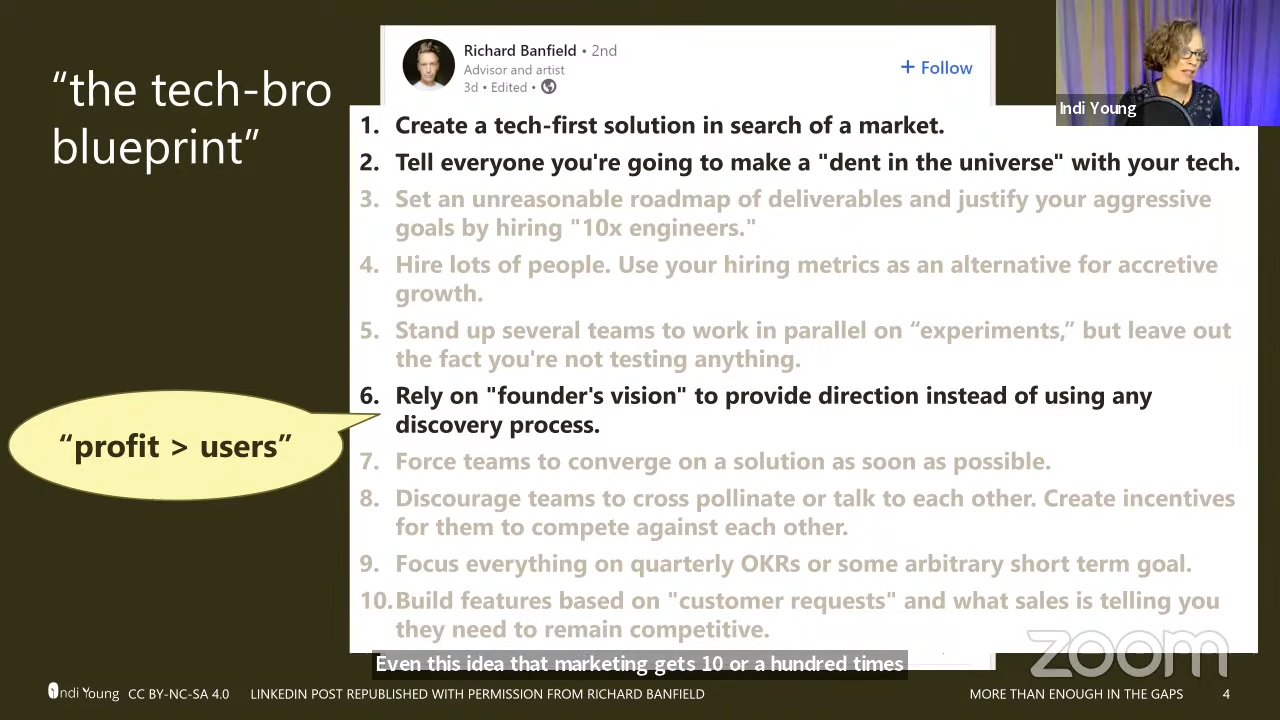 “the tech-bro
blueprint”
Richard Banfield • 2nd
Advisor and artist
3d • Edited •
+ Follow
Indi Young
1. Create a tech-first solution in search of a market.
2. Tell everyone you're going to make a "dent in the universe" with your tech.
3. Set an unreasonable roadmap of deliverables and justify your aggressive
goals by hiring "10x engineers."
4. Hire lots of people. Use your hiring metrics as an alternative for accretive
growth.
5. Stand up several teams to work in parallel on “experiments,” but leave out
the fact you're not testing anything.
6. Rely on "founder's vision" to provide direction instead of using any
discovery process.
“profit > users”
7. Force teams to converge on a solution as soon as possible.
8. Discourage teams to cross pollinate or talk to each other. Create incentives
for them to compete against each other.
9. Focus everything on quarterly OKRs or some arbitrary short term goal.
10. Build features based on "customer requests" and what sales is telling you
they need to remain competitive.
zoom
Even this idea that marketing gets 10 or a hundred times
Indi Young CC BY-NC-SA 4.0 LINKEDIN POST REPUBLISHED WITH PERMISSION FROM RICHARD BANFIELD MORE THAN ENOUGH IN THE GAPS 4